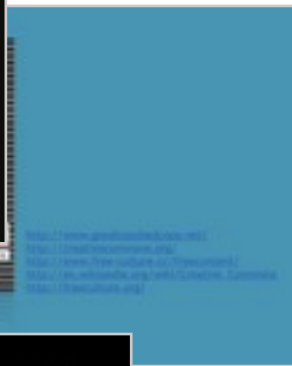 http://creativecommons.org/
http://www.free-culture.cc/freecontent/
http://en.wikipedia.org/wiki/Creative_Commons
http://freeculture.org/